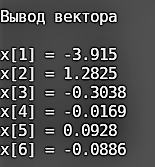 Вывод вектора
x[1] = -3.915
x[2] = 1.2825
x[3] = -0.3038
x[4] = -0.0169
x[5] = 0.0928
x[6] = -0.0886